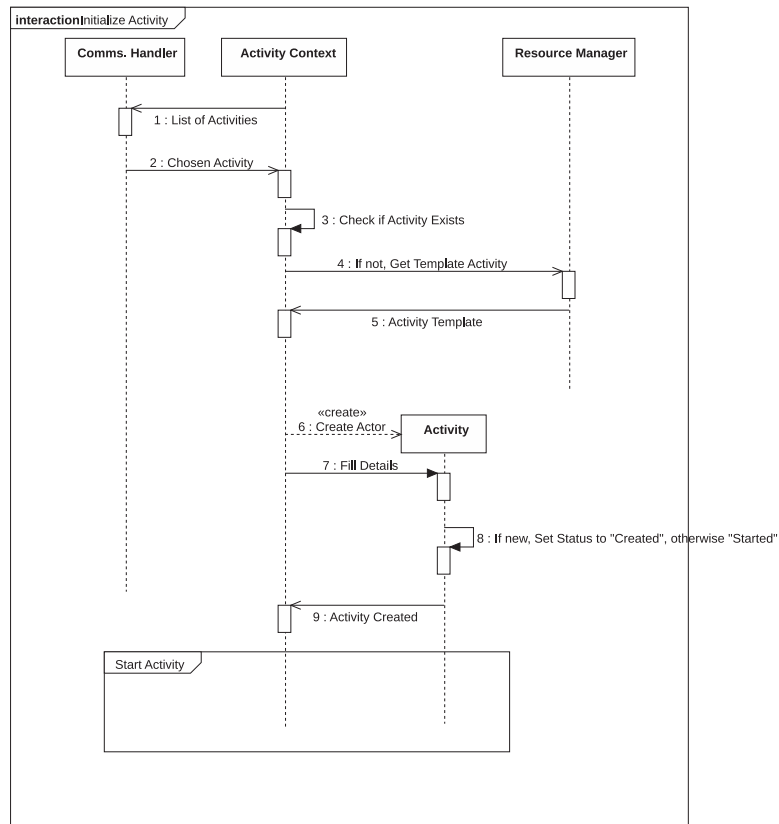 interactionInitialize Activity
Comms. Handler
Activity Context
Resource Manager
1 : List of Activities
2 : Chosen Activity
3 : Check if Activity Exists
4 : If not, Get Template Activity
5 : Activity Template
«create»
6 : Create Actor
Activity
7 : Fill Details
8 : If new, Set Status to "Created", otherwise "Started"
9 : Activity Created
Start Activity